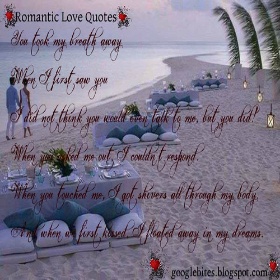 Romantic Love Quotes
You took my breath away,
When I first saw you
I did not think you would even talk to me, but you did!
When you asked me out, I couldn't respond,
When you touched me, I got shivers all through my body,
And when we first kissed, I floated away in my dreams.
googlebites.blogspot.com